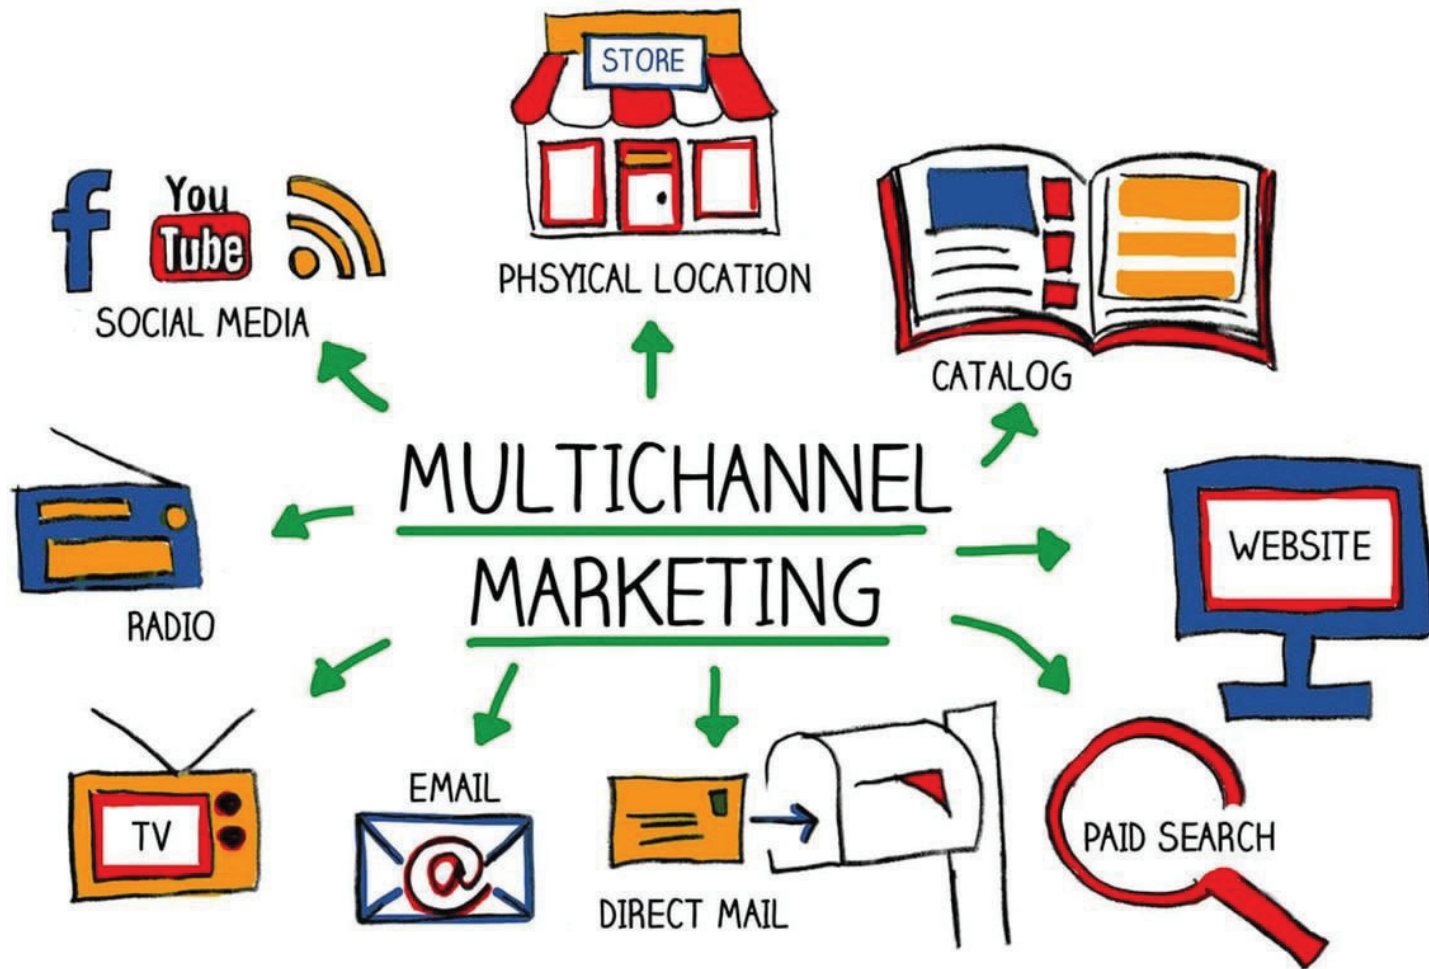 STORE
PHSYICAL LOCATION
f
You
Tube
SOCIAL MEDIA
CATALOG
MULTICHANNEL
MARKETING
WEBSITE
RADIO
TV
EMAIL
@
DIRECT MAIL
PAID SEARCH